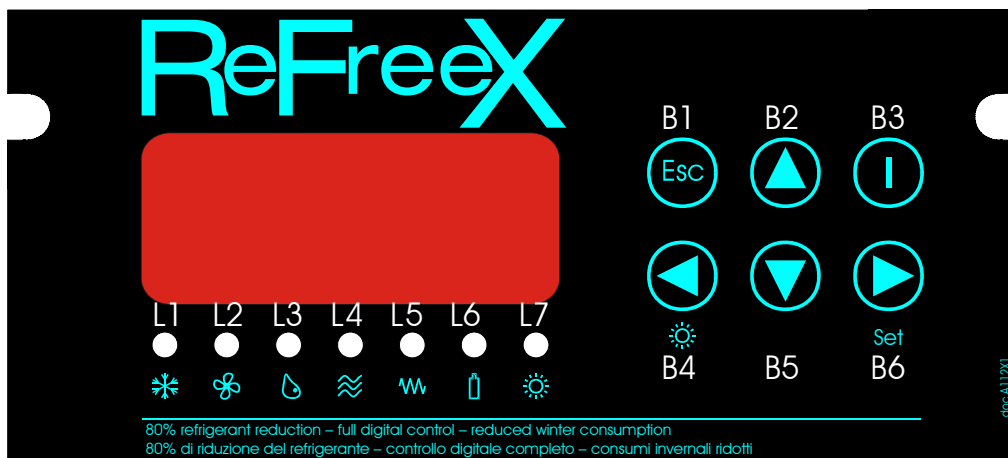 ReFreeX
B1 B2 B3
Esc
L1 L2 L3 L4 L5 L6 L7
Set
B4 B5 B6
docA112X1
80% refrigerant reduction – full digital control – reduced winter consumption
80% di riduzione del refrigerante – controllo digitale completo – consumi invernali ridotti